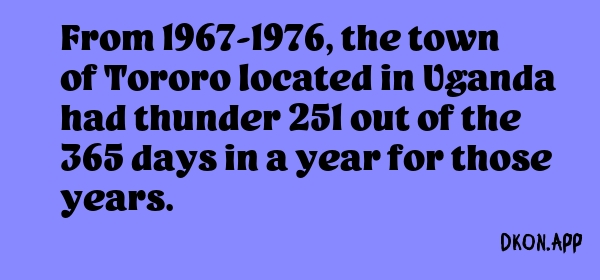 From 1967-1976, the town
of Tororo located in Uganda
had thunder 251 out of the
365 days in a year for those
years.
DKON.APP